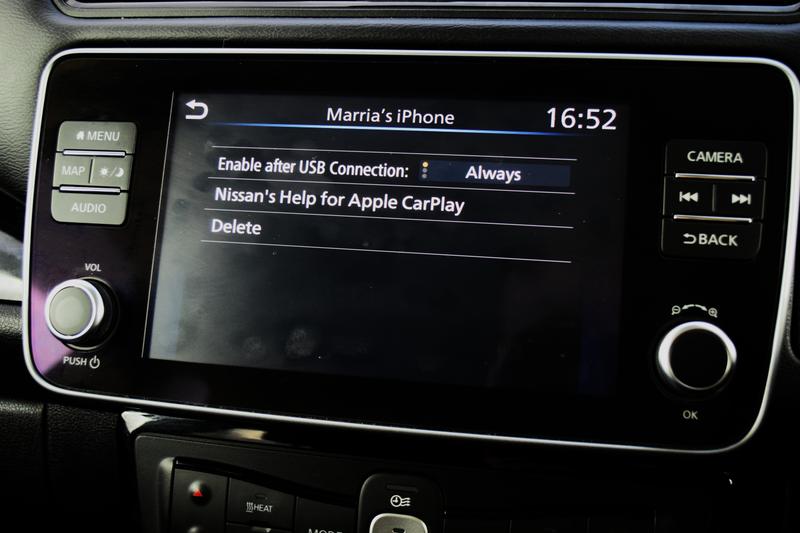 Marria's iPhone 16:52
Enable after USB Connection: Always
Nissan's Help for Apple CarPlay
Delete
MENU
MAP
AUDIO
VOL
PUSH
CAMERA
BACK
OK
HEAT
MODE